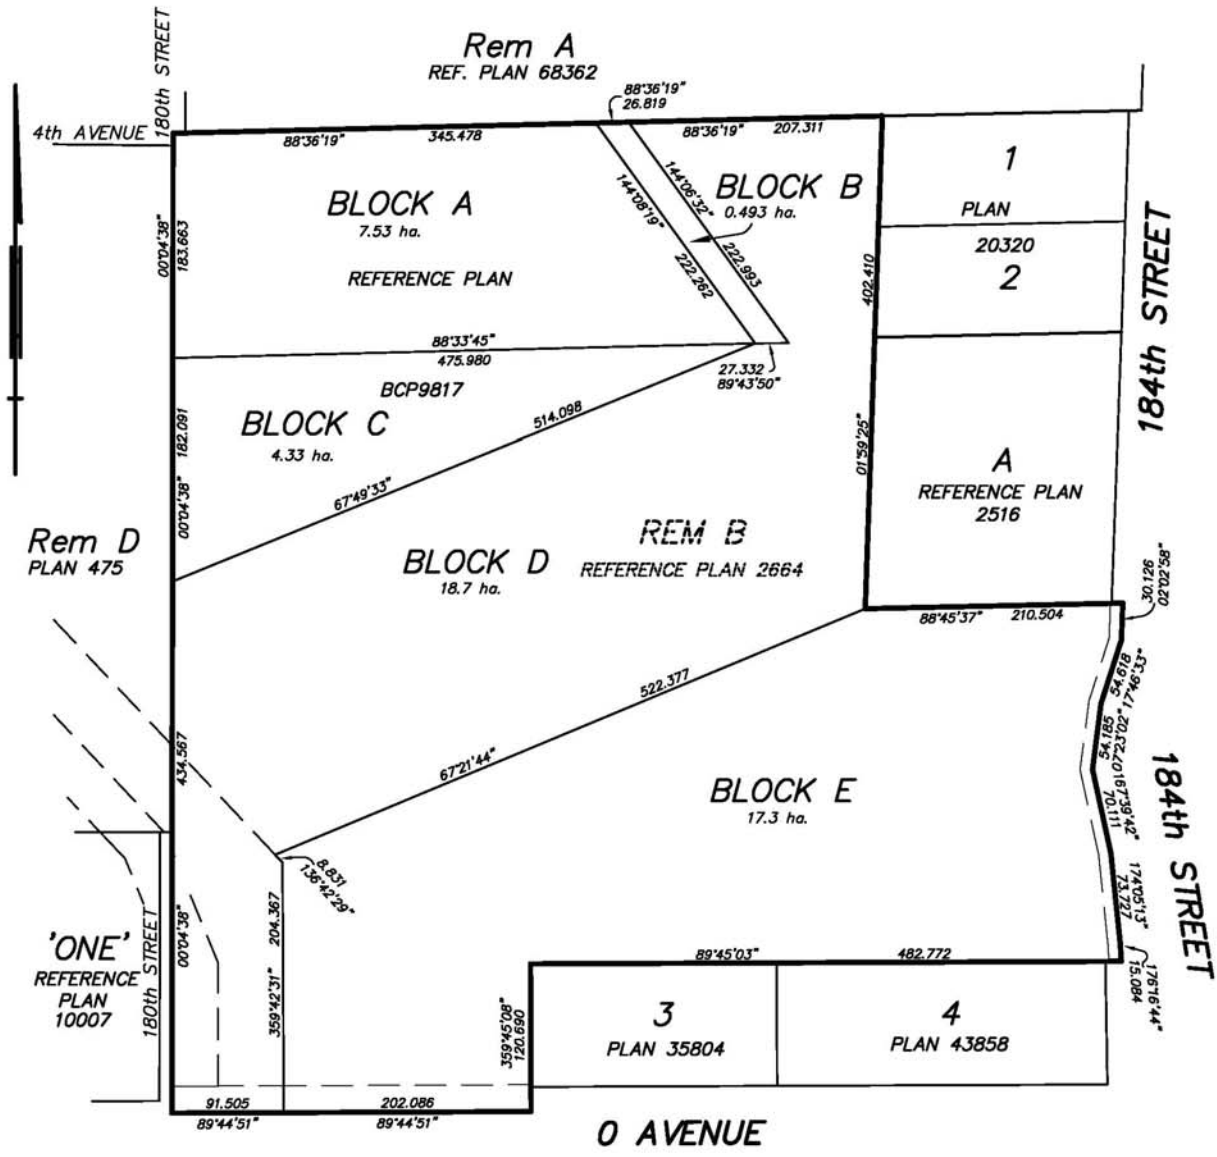 Rem A
REF. PLAN 68362
180th STREET
4th AVENUE
88°36'19"
26.819
88°36'19"
345.478
88°36'19"
207.311
BLOCK A
7.53 ha.
REFERENCE PLAN
00°04'38"
183.663
144°08'19"
222.262
144°06'32"
222.993
BLOCK B
0.493 ha.
1
PLAN
20320
2
402.410
01°59'25"
184th STREET
88°33'45"
475.980
27.332
89°43'50"
BCP9817
BLOCK C
4.33 ha.
182.091
00°04'38"
514.098
67°49'33"
A
REFERENCE PLAN
2516
Rem D
PLAN 475
BLOCK D
18.7 ha.
REM B
REFERENCE PLAN 2664
30.126
02°02'58"
88°45'37"
210.504
54.618
17°46'33"
54.185
07°23'02"
167°39'42"
70.111
174°05'13"
73.727
176°16'44"
15.084
184th STREET
522.377
67°21'44"
434.567
00°04'38"
BLOCK E
17.3 ha.
8.831
136°42'29"
204.367
359°42'31"
'ONE'
REFERENCE
PLAN
10007
180th STREET
89°45'03"
482.772
359°45'08"
120.690
3
PLAN 35804
4
PLAN 43858
91.505
89°44'51"
202.086
89°44'51"
0 AVENUE